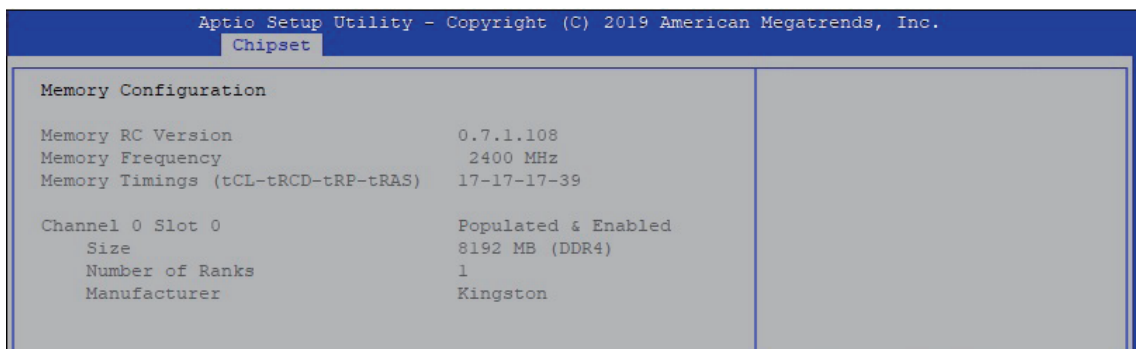 Aptio Setup Utility - Copyright (C) 2019 American Megatrends, Inc.
Chipset
Memory Configuration
Memory RC Version 0.7.1.108
Memory Frequency 2400 MHz
Memory Timings (tCL-tRCD-tRP-tRAS) 17-17-17-39
Channel 0 Slot 0 Populated & Enabled
Size 8192 MB (DDR4)
Number of Ranks 1
Manufacturer Kingston